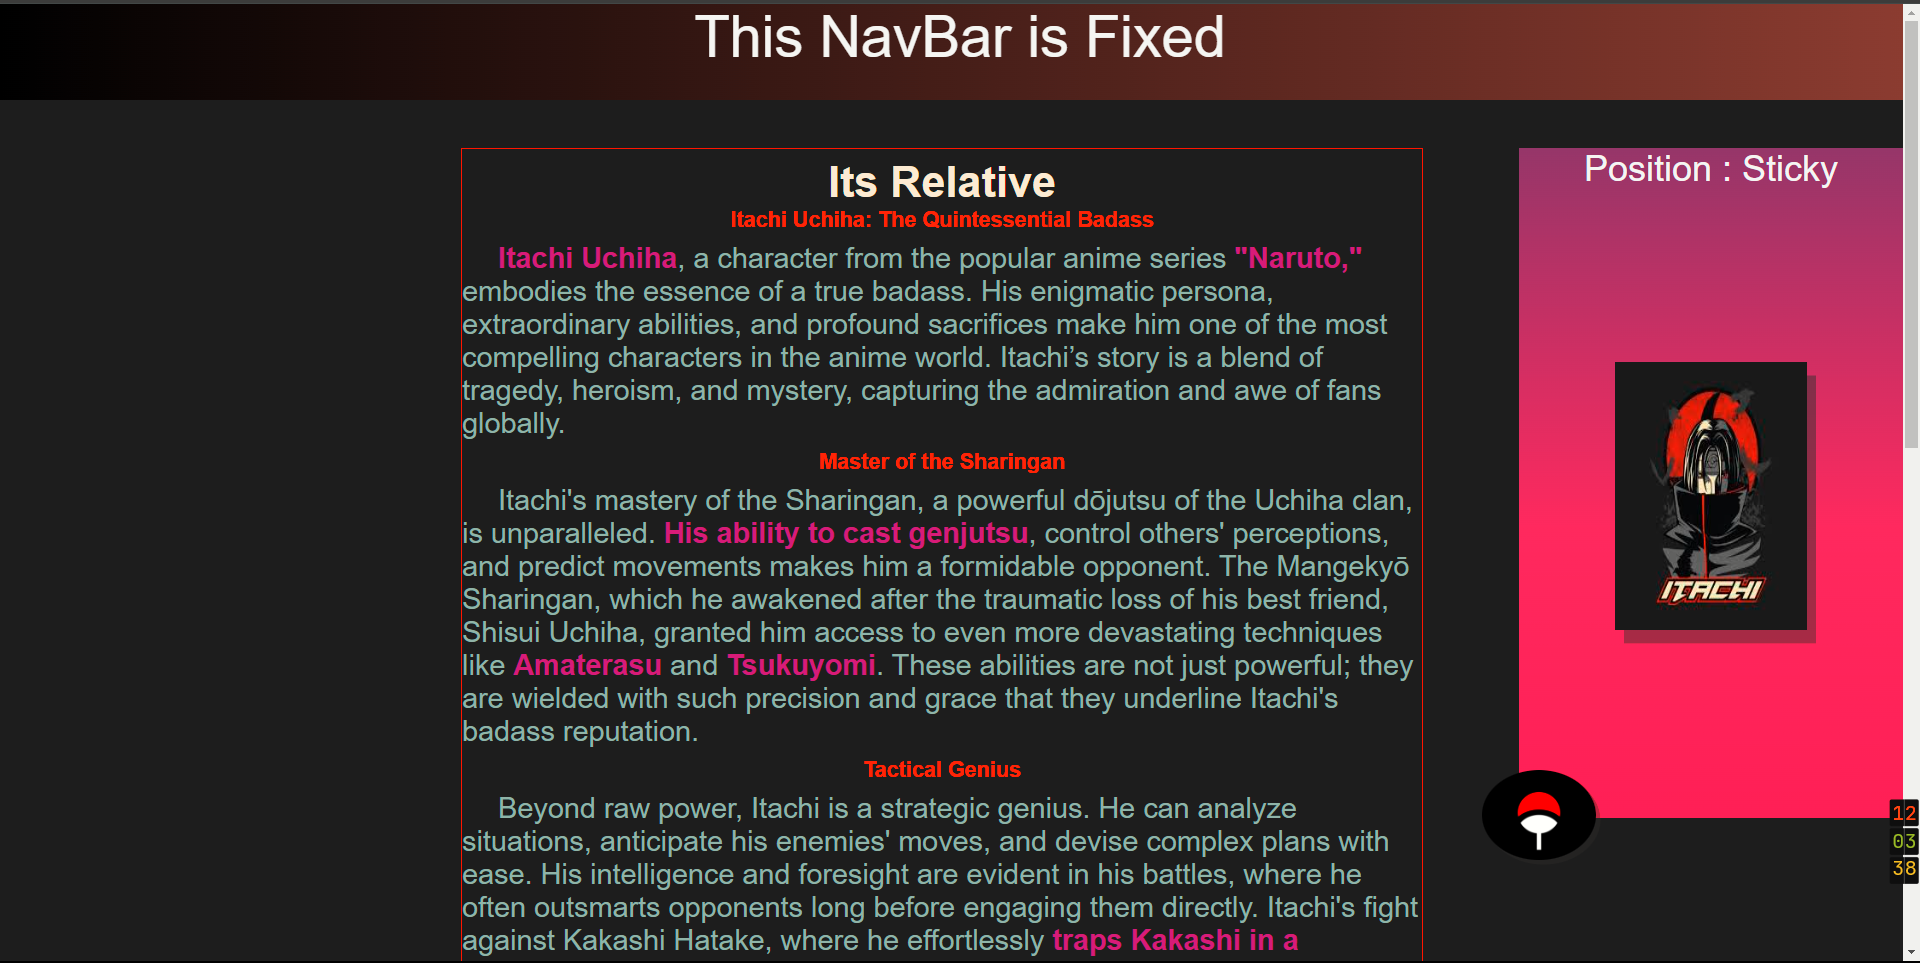 This NavBar is Fixed
Its Relative
Itachi Uchiha: The Quintessential Badass
Itachi Uchiha, a character from the popular anime series "Naruto,"
embodies the essence of a true badass. His enigmatic persona,
extraordinary abilities, and profound sacrifices make him one of the most
compelling characters in the anime world. Itachi’s story is a blend of
tragedy, heroism, and mystery, capturing the admiration and awe of fans
globally.
Master of the Sharingan
Itachi's mastery of the Sharingan, a powerful dōjutsu of the Uchiha clan,
is unparalleled. His ability to cast genjutsu, control others' perceptions,
and predict movements makes him a formidable opponent. The Mangekyō
Sharingan, which he awakened after the traumatic loss of his best friend,
Shisui Uchiha, granted him access to even more devastating techniques
like Amaterasu and Tsukuyomi. These abilities are not just powerful; they
are wielded with such precision and grace that they underline Itachi's
badass reputation.
Tactical Genius
Beyond raw power, Itachi is a strategic genius. He can analyze
situations, anticipate his enemies' moves, and devise complex plans with
ease. His intelligence and foresight are evident in his battles, where he
often outsmarts opponents long before engaging them directly. Itachi's fight
against Kakashi Hatake, where he effortlessly traps Kakashi in a
Position : Sticky
ITACHI
12
03
38